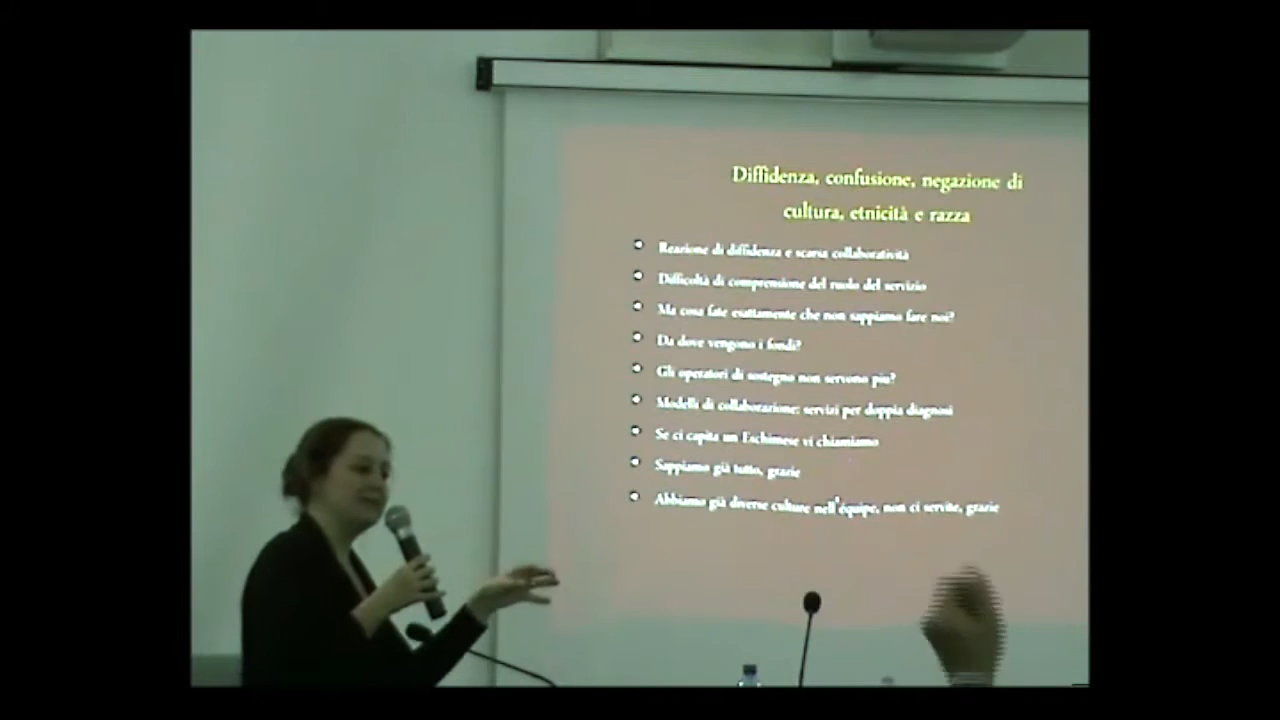 Diffidenza, confusione, negazione di
cultura, etnicità e razza
Reazione di diffidenza e scarsa collaboratività
Difficoltà di comprensione del ruolo del servizio
Ma cosa fate esattamente che non sappiamo fare noi?
Da dove vengono i fondi?
Gli operatori di sostegno non servono più?
Modelli di collaborazione: servizi per doppia diagnosi
Se ci capita un Eschimese vi chiamiamo
Sappiamo già tutto, grazie
Abbiamo già diverse culture nell'équipe, non ci servite, grazie